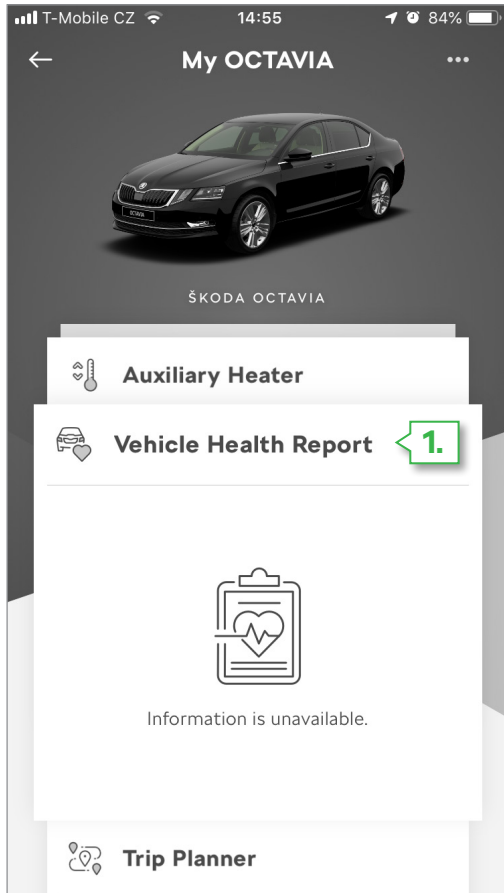 T-Mobile CZ 14:55 84%
My OCTAVIA
OCTAVIA
ŠKODA OCTAVIA
Auxiliary Heater
Vehicle Health Report 1.
Information is unavailable.
Trip Planner